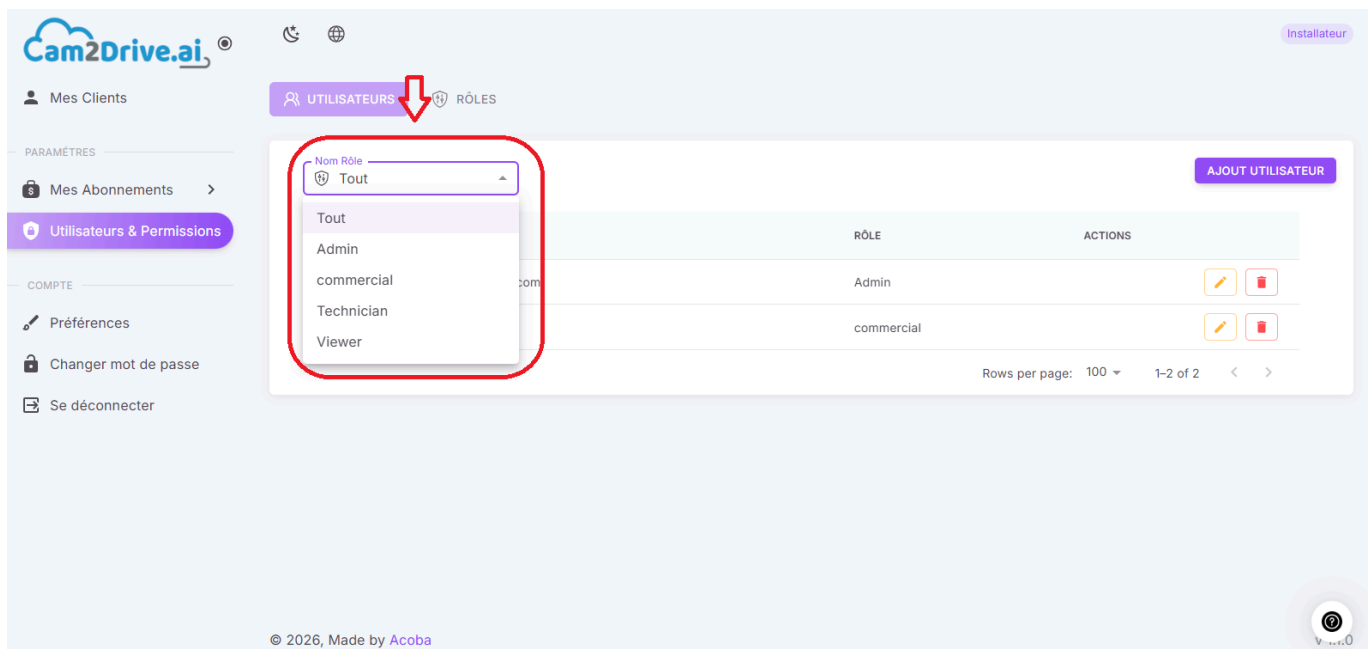 Cam2Drive.ai
Installateur
Mes Clients
UTILISATEURS
RÔLES
PARAMÉTRES
Nom Rôle
Tout
AJOUT UTILISATEUR
Mes Abonnements
Tout
Utilisateurs & Permissions
RÔLE
ACTIONS
Admin
COMPTE
commercial
com
Admin
Technician
Préférences
commercial
Viewer
Changer mot de passe
Rows per page: 100
1–2 of 2
Se déconnecter
© 2026, Made by Acoba